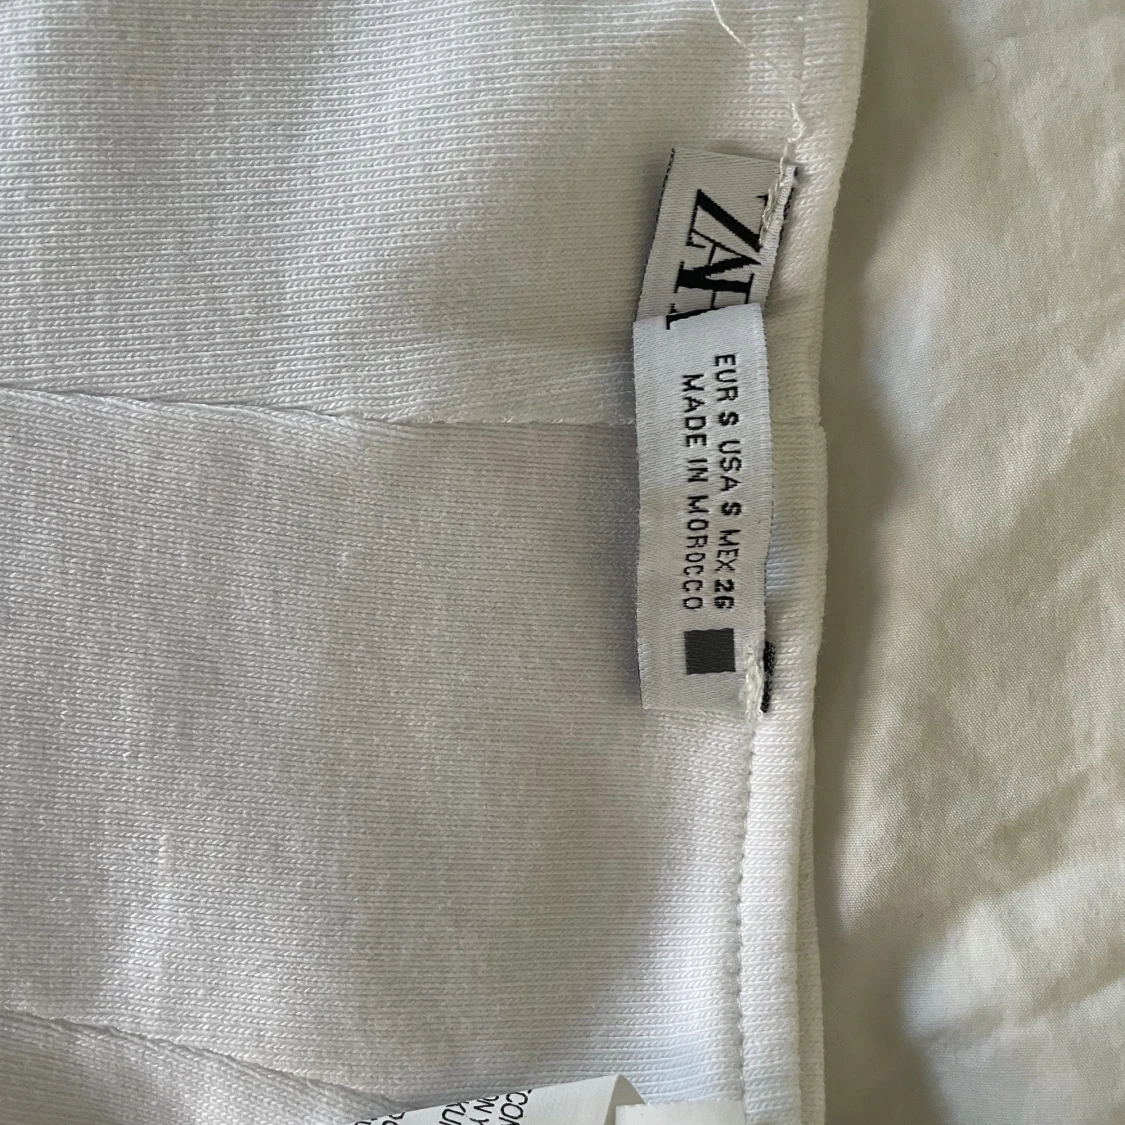 ZA
EUR S USA S MEX 26
MADE IN MOROCCO